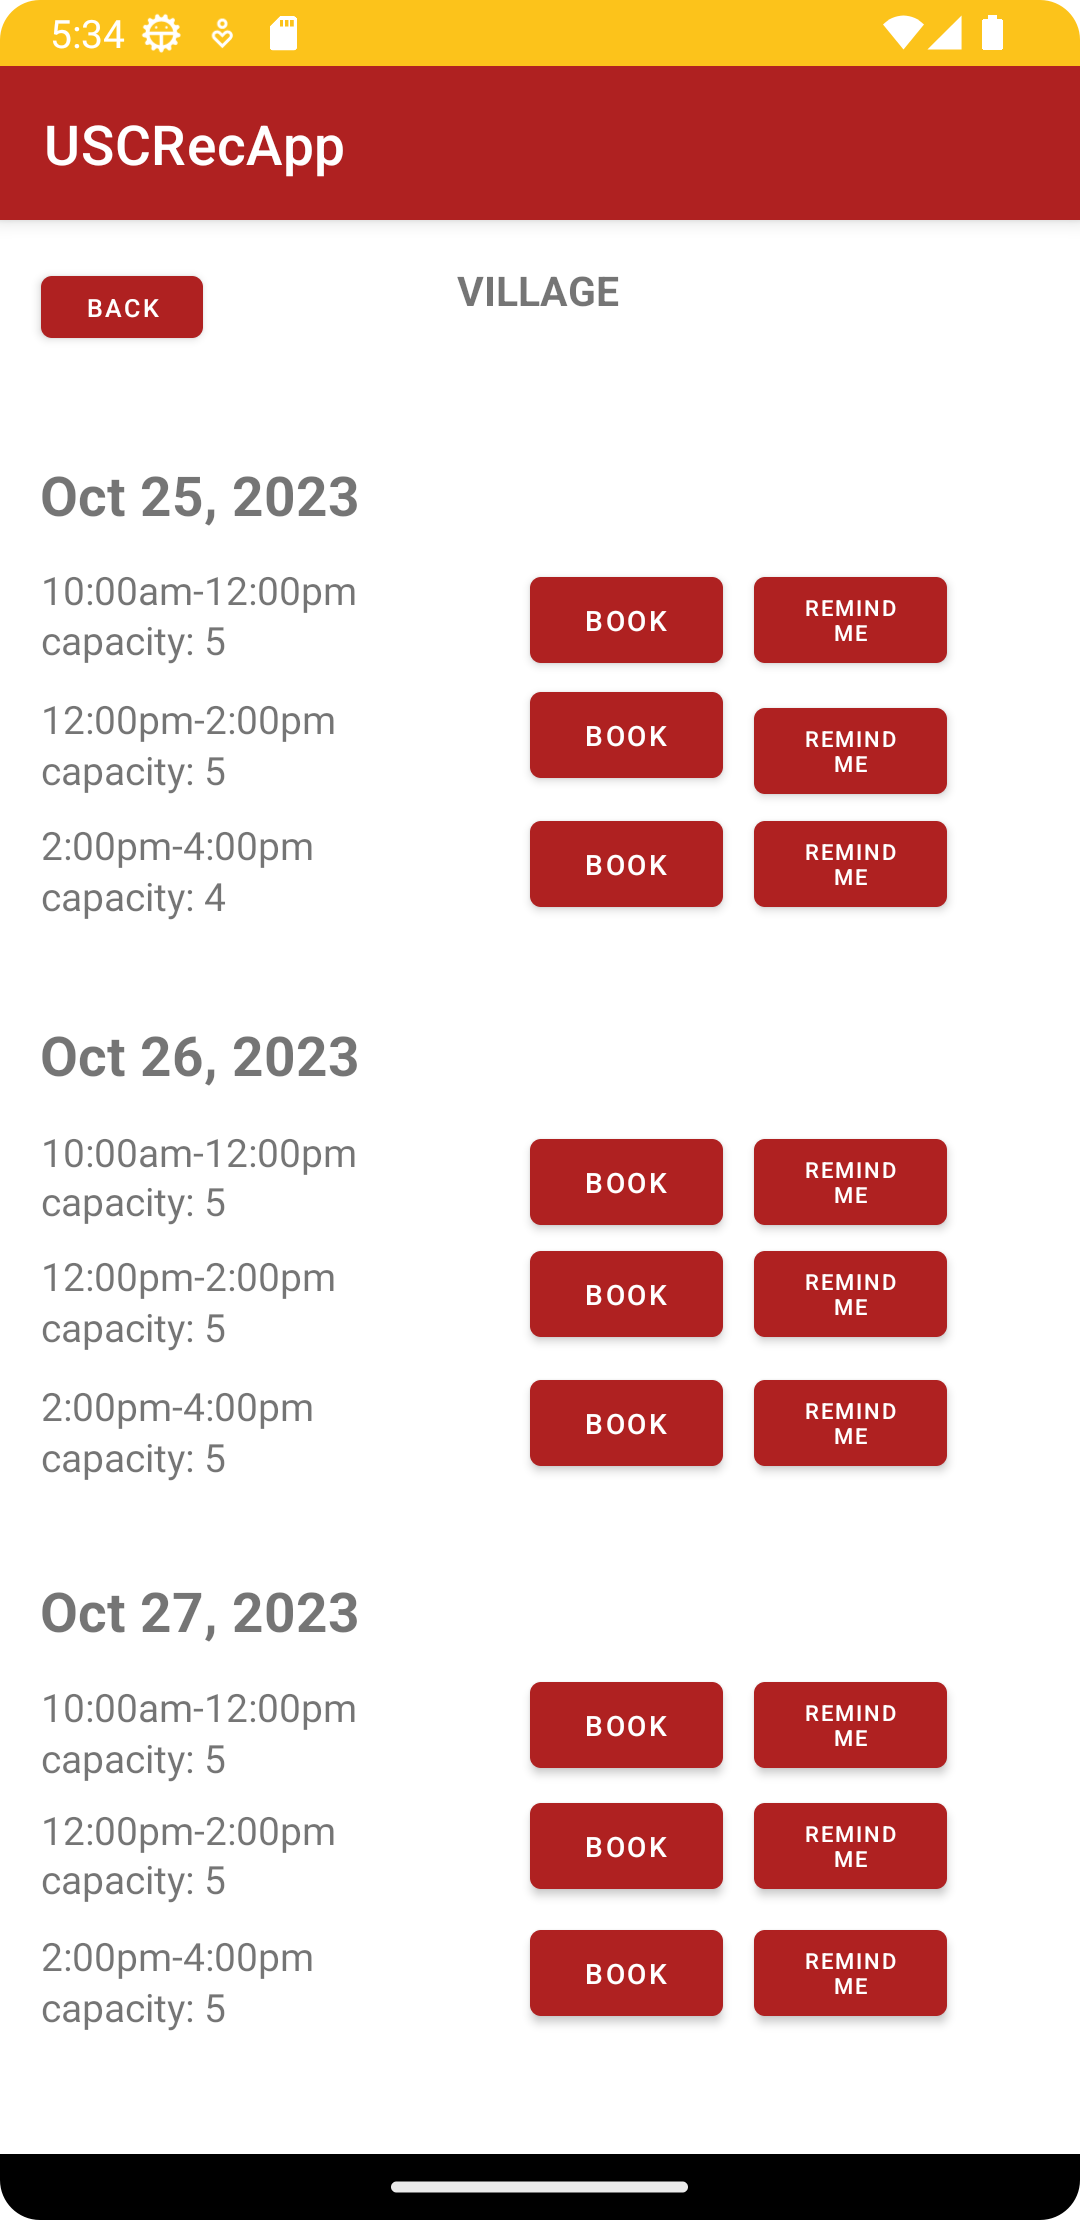 5:34
USCRecApp
BACK
VILLAGE
Oct 25, 2023
10:00am-12:00pm
capacity: 5
BOOK
REMIND
ME
12:00pm-2:00pm
capacity: 5
BOOK
REMIND
ME
2:00pm-4:00pm
capacity: 4
BOOK
REMIND
ME
Oct 26, 2023
10:00am-12:00pm
capacity: 5
BOOK
REMIND
ME
12:00pm-2:00pm
capacity: 5
BOOK
REMIND
ME
2:00pm-4:00pm
capacity: 5
BOOK
REMIND
ME
Oct 27, 2023
10:00am-12:00pm
capacity: 5
BOOK
REMIND
ME
12:00pm-2:00pm
capacity: 5
BOOK
REMIND
ME
2:00pm-4:00pm
capacity: 5
BOOK
REMIND
ME